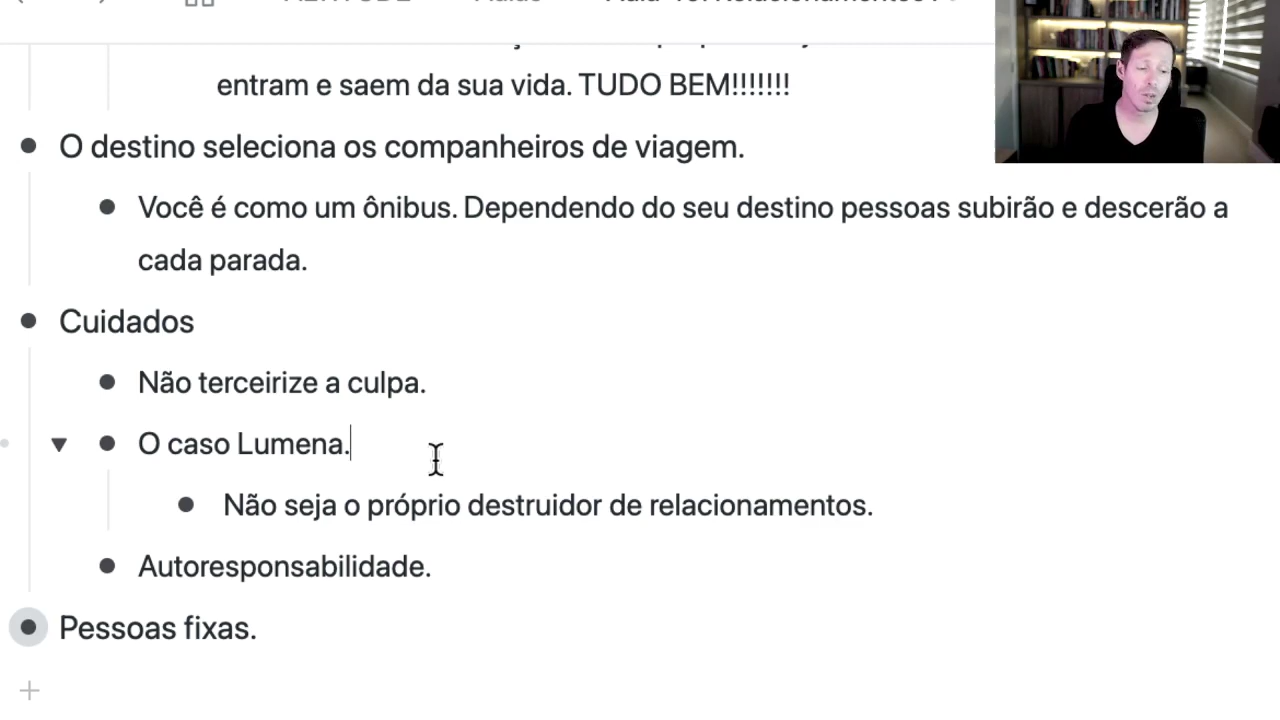 entram e saem da sua vida. TUDO BEM!!!!!!!
O destino seleciona os companheiros de viagem.
Você é como um ônibus. Dependendo do seu destino pessoas subirão e descerão a
cada parada.
Cuidados
Não terceirize a culpa.
O caso Lumena.
Não seja o próprio destruidor de relacionamentos.
Autoresponsabilidade.
Pessoas fixas.